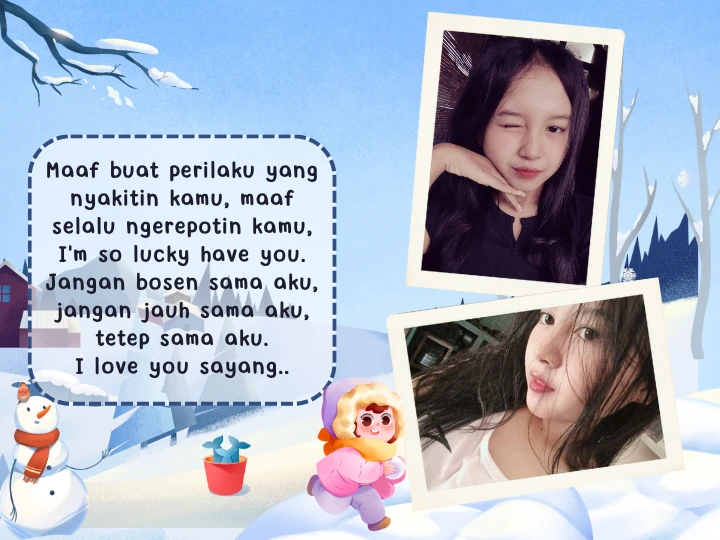 Maaf buat perilaku yang
nyakitin kamu, maaf
selalu ngerepotin kamu,
I'm so lucky have you.
Jangan bosen sama aku,
jangan jauh sama aku,
tetep sama aku.
I love you sayang..